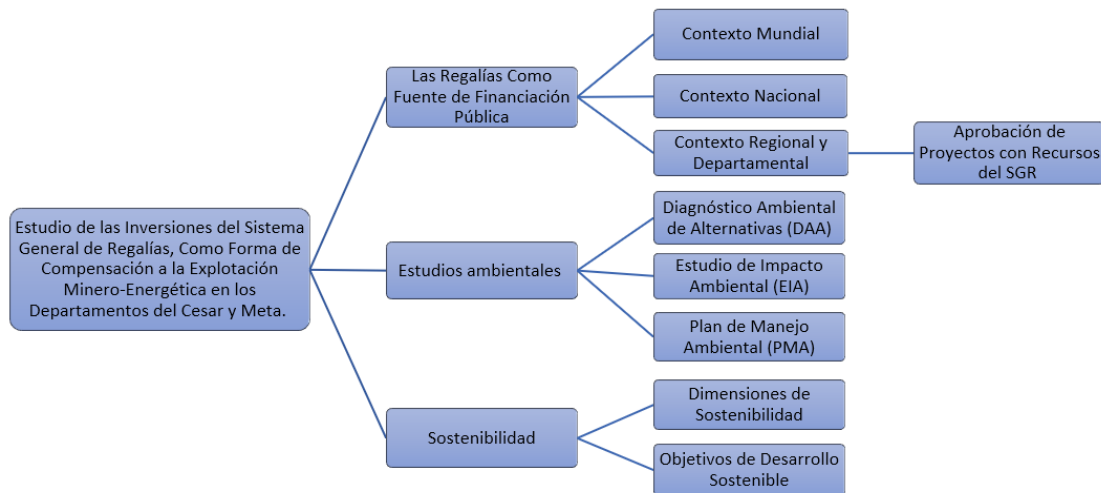 Estudio de las Inversiones del Sistema
General de Regalías, Como Forma de
Compensación a la Explotación
Minero-Energética en los
Departamentos del Cesar y Meta.
Las Regalías Como
Fuente de Financiación
Pública
Contexto Mundial
Contexto Nacional
Contexto Regional y
Departamental
Aprobación de
Proyectos con Recursos
del SGR
Estudios ambientales
Diagnóstico Ambiental
de Alternativas (DAA)
Estudio de Impacto
Ambiental (EIA)
Plan de Manejo
Ambiental (PMA)
Sostenibilidad
Dimensiones de
Sostenibilidad
Objetivos de Desarrollo
Sostenible